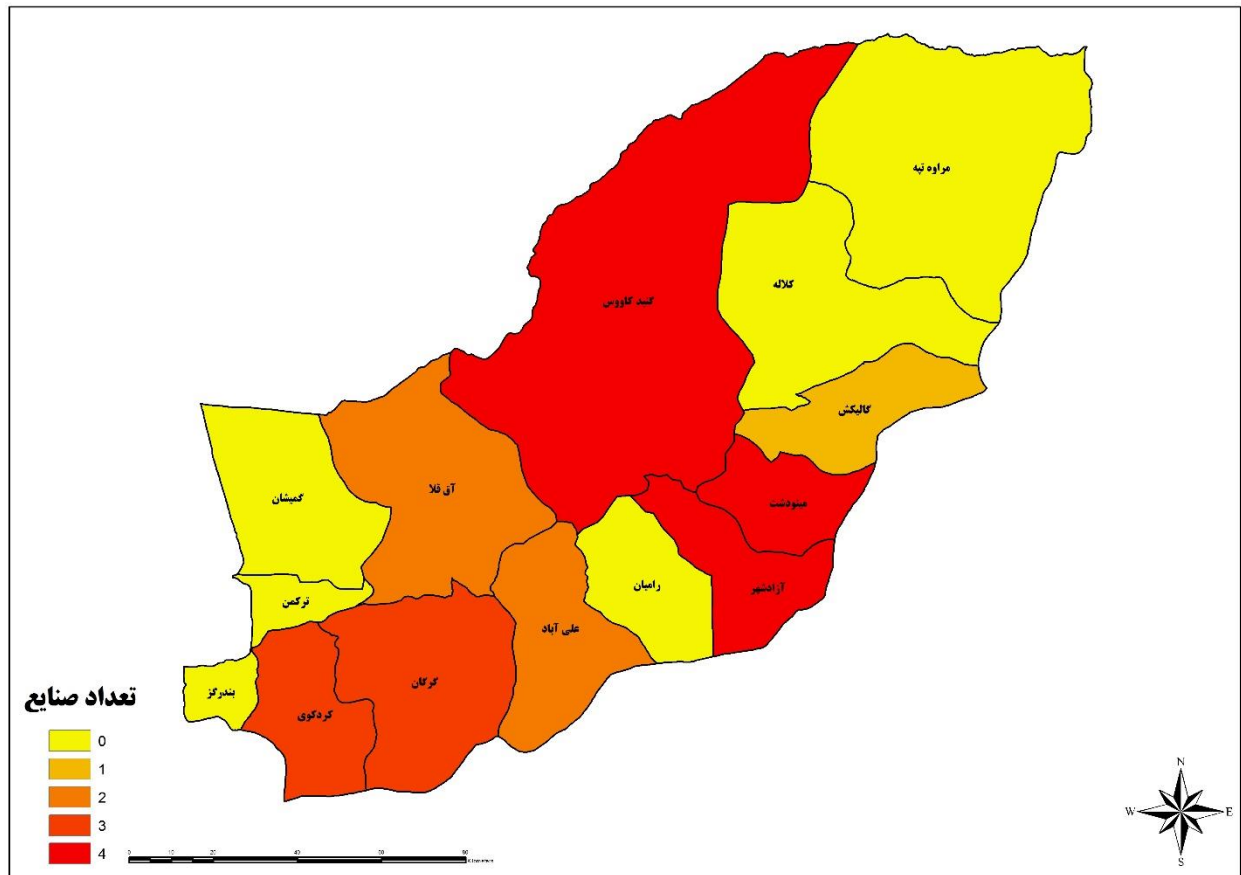 مراوه تپه
کلاله
گنبد کاووس
گالیکش
گمیشان
آق قلا
مینودشت
ترکمن
رامیان
آزادشهر
علی آباد
بندرگز
کردکوی
گرگان
تعداد صنایع
0
1
2
3
4
N
W E
S